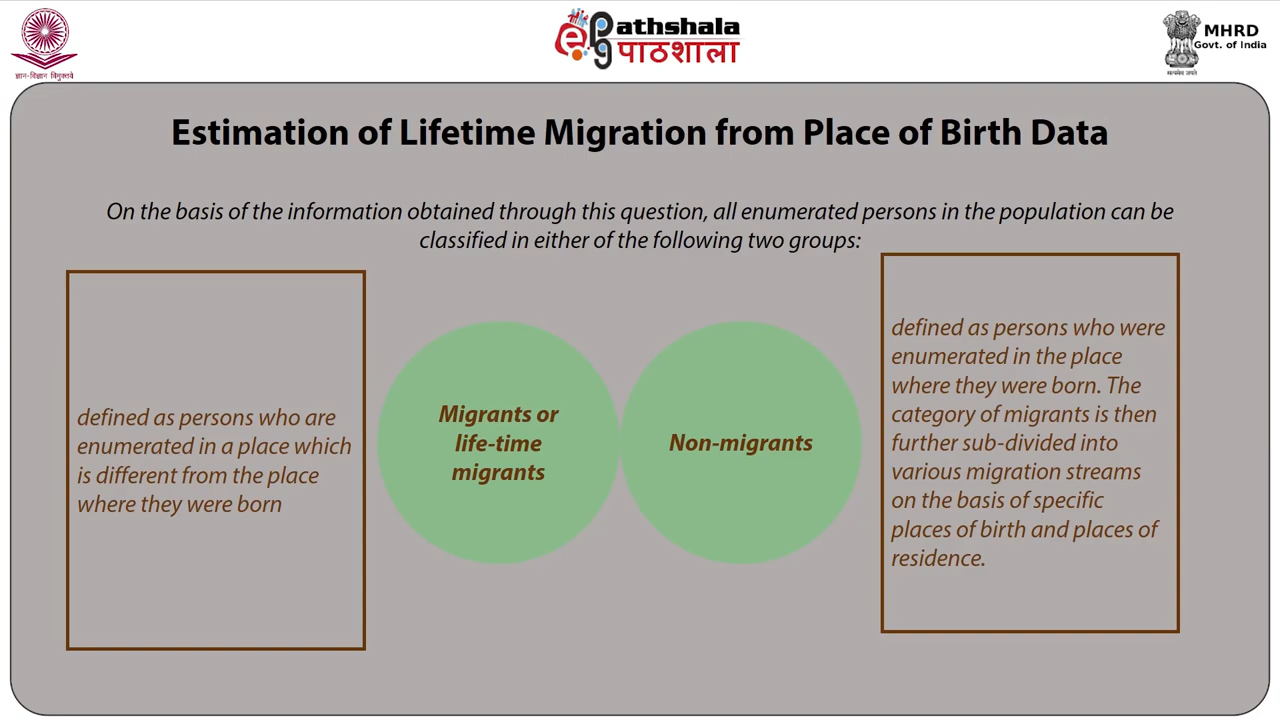 ज्ञान-विज्ञान विमुक्तये
ePathshala
पाठशाला
MHRD
Govt. of India
सत्यमेव जयते
Estimation of Lifetime Migration from Place of Birth Data
On the basis of the information obtained through this question, all enumerated persons in the population can be
classified in either of the following two groups:
defined as persons who are
enumerated in a place which
is different from the place
where they were born
Migrants or
life-time
migrants
Non-migrants
defined as persons who were
enumerated in the place
where they were born. The
category of migrants is then
further sub-divided into
various migration streams
on the basis of specific
places of birth and places of
residence.